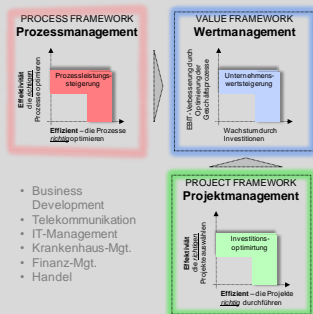 PROCESS FRAMEWORK
Prozessmanagement
Effektivität
die richtigen
Prozesse optimieren
Prozessleistungs-
steigerung
Effizient – die Prozesse
richtig optimieren
VALUE FRAMEWORK
Wertmanagement
EBIT -Verbesserung durch
Optimierung der
Geschäftsprozesse
Unternehmens-
wertsteigerung
Wachstum durch
Investitionen
• Business
Development
• Telekommunikation
• IT-Management
• Krankenhaus-Mgt.
• Finanz-Mgt.
• Handel
PROJECT FRAMEWORK
Projektmanagement
Effektivität
die richtigen
Projekte auswählen
Investitions-
optimirtung
Effizient – die Projekte
richtig durchführen